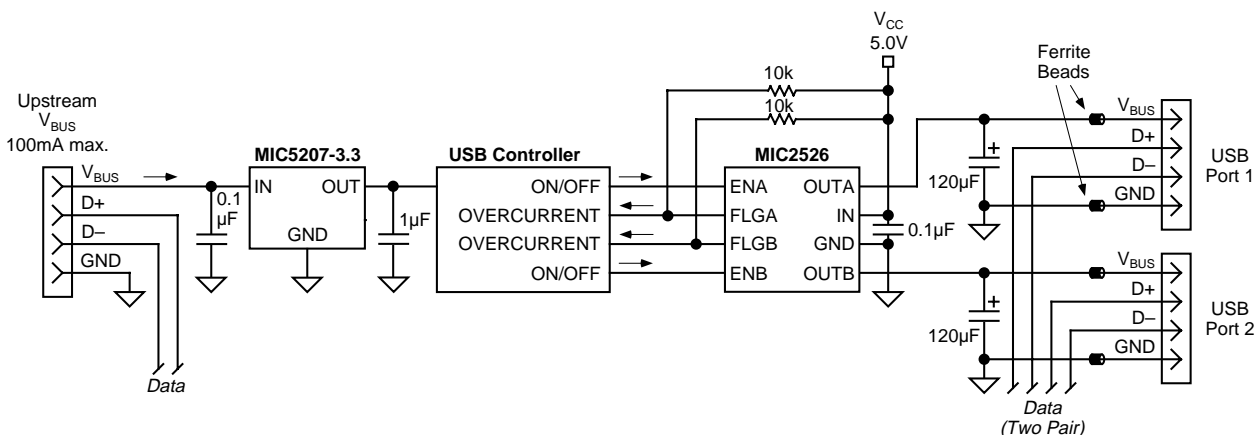 V_CC
5.0V
10k
10k
Ferrite
Beads
Upstream
V_BUS
100mA max.
V_BUS
D+
D–
GND
Data
0.1
µF
MIC5207-3.3
IN
OUT
GND
1µF
USB Controller
ON/OFF
OVERCURRENT
OVERCURRENT
ON/OFF
MIC2526
ENA
FLGA
FLGB
ENB
OUTA
IN
GND
OUTB
0.1µF
+
120µF
V_BUS
D+
D–
GND
USB
Port 1
+
120µF
V_BUS
D+
D–
GND
USB
Port 2
Data
(Two Pair)